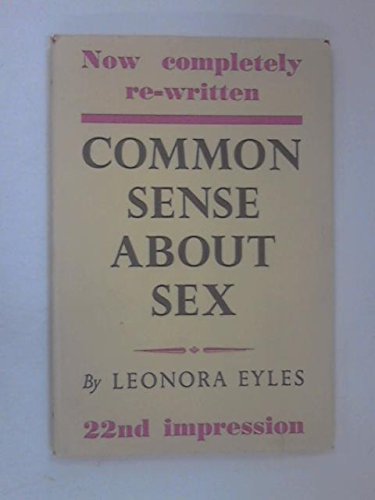 Now completely
re-written
COMMON
SENSE
ABOUT
SEX
By LEONORA EYLES
22nd impression